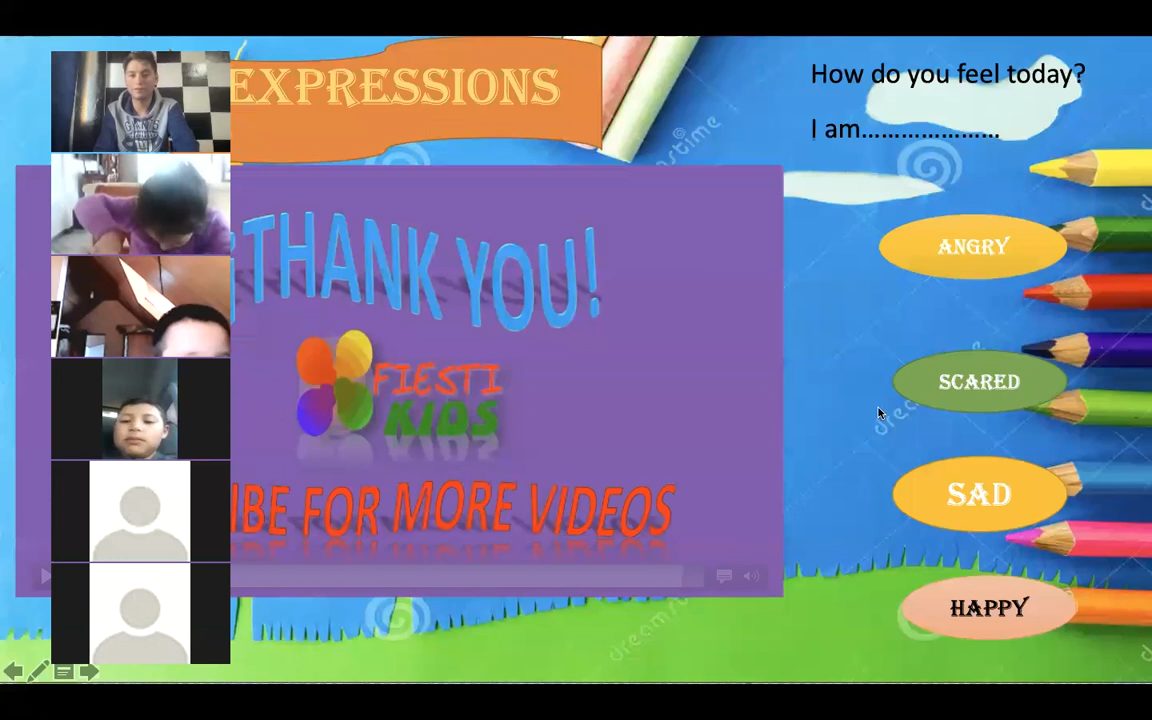 EXPRESSIONS
How do you feel today?
I am.....................
THANK YOU!
FIESTI
KIDS
IBE FOR MORE VIDEOS
ANGRY
SCARED
SAD
HAPPY
dreamstime